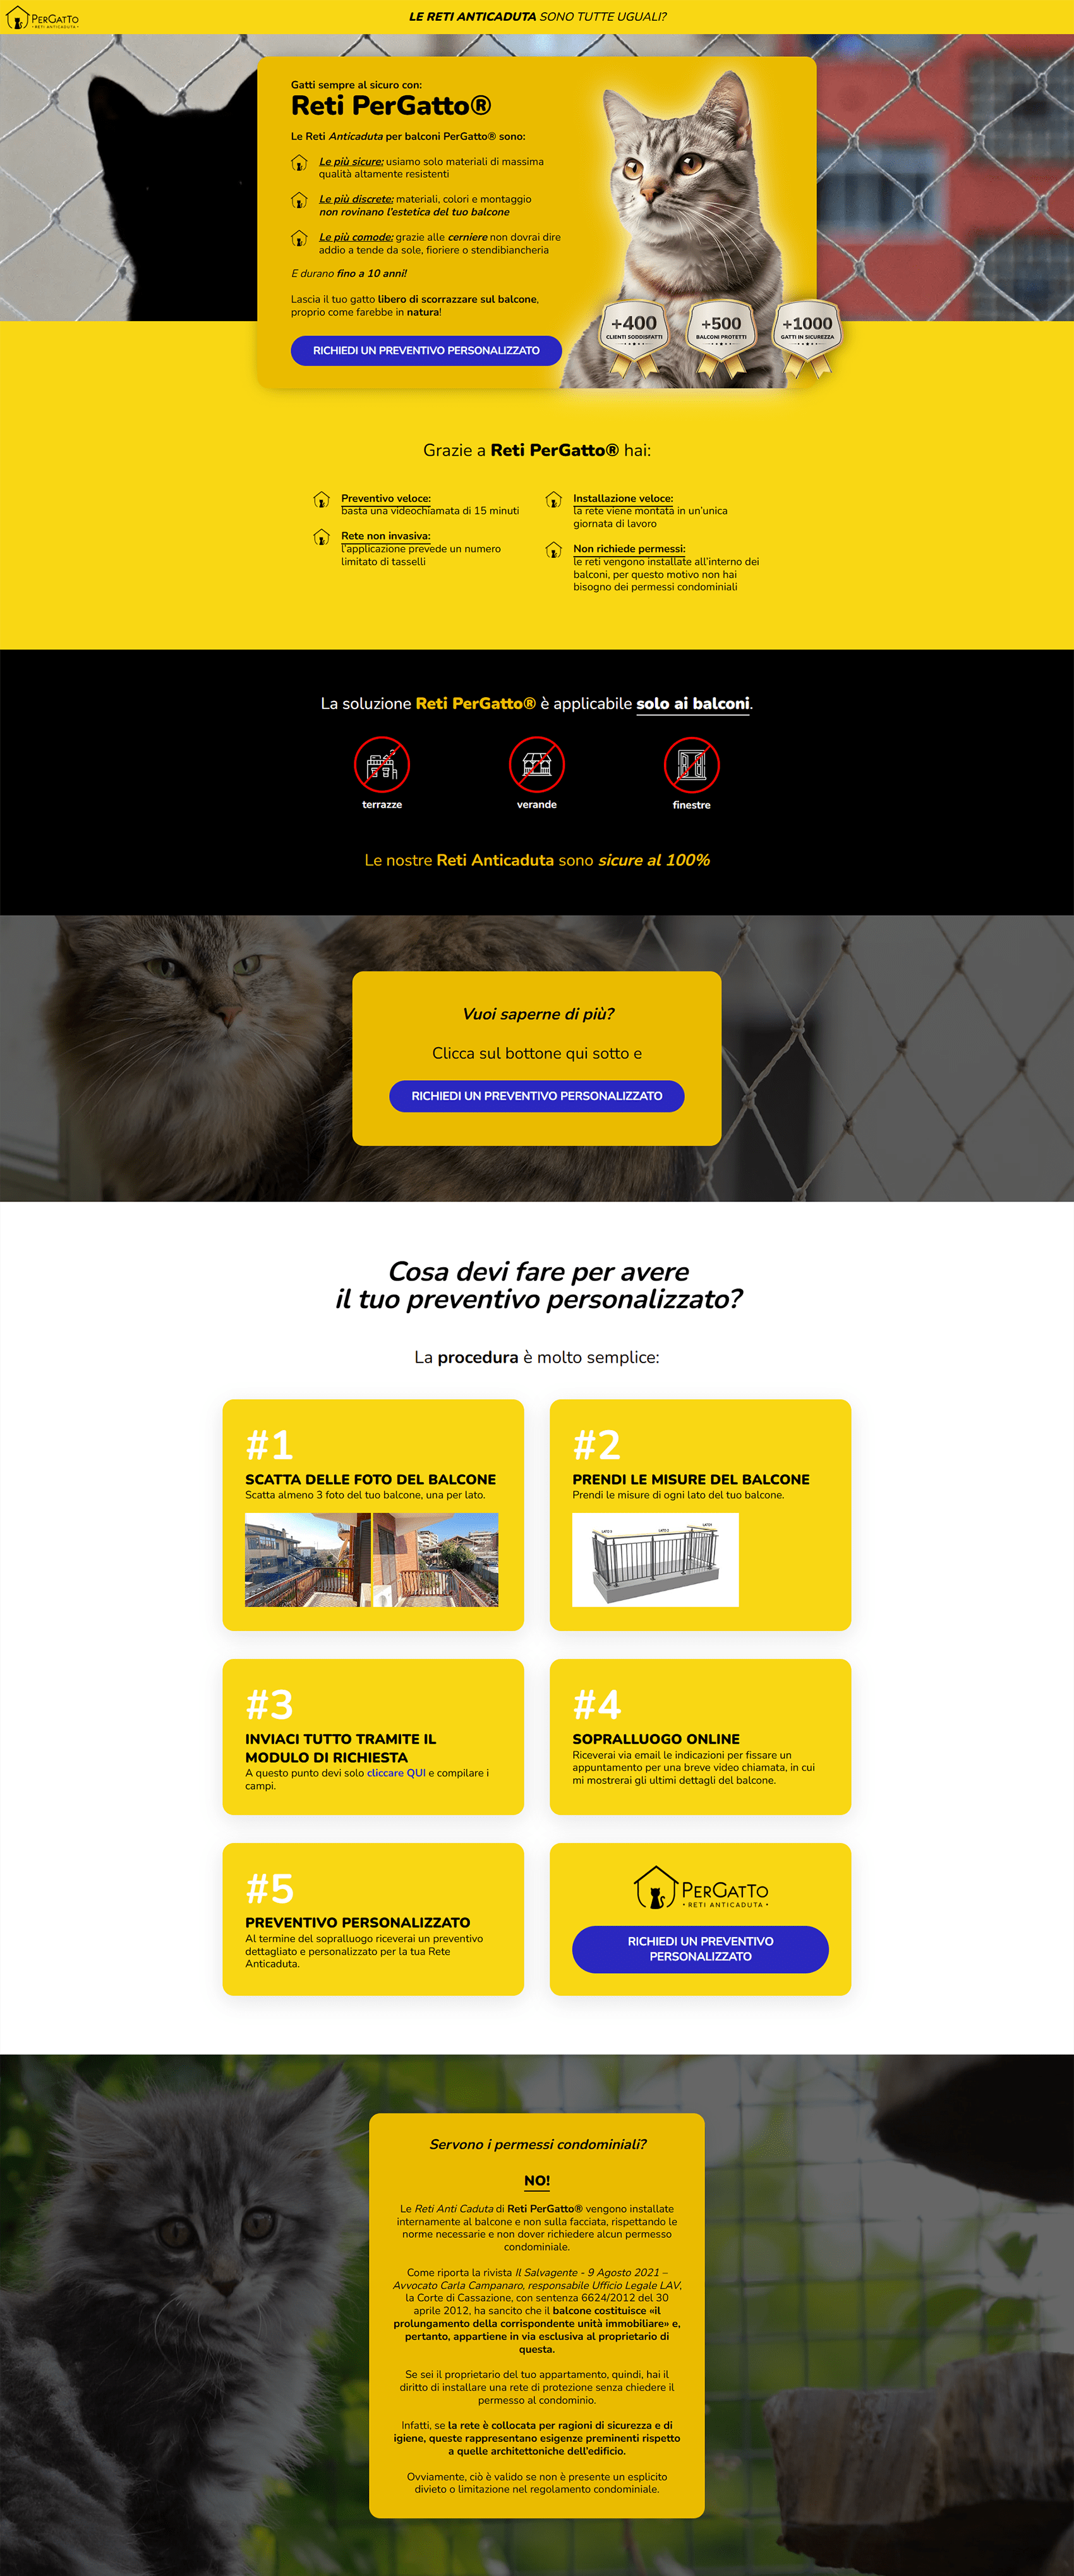 PerGatto
• RETI ANTICADUTA •
LE RETI ANTICADUTA SONO TUTTE UGUALI?
Gatti sempre al sicuro con:
Reti PerGatto®
Le Reti Anticaduta per balconi PerGatto® sono:
Le più sicure: usiamo solo materiali di massima
qualità altamente resistenti
Le più discrete: materiali, colori e montaggio
non rovinano l'estetica del tuo balcone
Le più comode: grazie alle cerniere non dovrai dire
addio a tende da sole, fioriere o stendibiancheria
E durano fino a 10 anni!
Lascia il tuo gatto libero di scorrazzare sul balcone,
proprio come farebbe in natura!
RICHIEDI UN PREVENTIVO PERSONALIZZATO
+400
CLIENTI SODDISFATTI
+500
BALCONI PROTETTI
+1000
GATTI IN SICUREZZA
Grazie a Reti PerGatto® hai:
Preventivo veloce:
basta una videochiamata di 15 minuti
Rete non invasiva:
l'applicazione prevede un numero
limitato di tasselli
Installazione veloce:
la rete viene montata in un'unica
giornata di lavoro
Non richiede permessi:
le reti vengono installate all'interno dei
balconi, per questo motivo non hai
bisogno dei permessi condominiali
La soluzione Reti PerGatto® è applicabile solo ai balconi.
terrazze
verande
finestre
Le nostre Reti Anticaduta sono sicure al 100%
Vuoi saperne di più?
Clicca sul bottone qui sotto e
RICHIEDI UN PREVENTIVO PERSONALIZZATO
Cosa devi fare per avere
il tuo preventivo personalizzato?
La procedura è molto semplice:
#1
SCATTA DELLE FOTO DEL BALCONE
Scatta almeno 3 foto del tuo balcone, una per lato.
#2
PRENDI LE MISURE DEL BALCONE
Prendi le misure di ogni lato del tuo balcone.
#3
INVIACI TUTTO TRAMITE IL
MODULO DI RICHIESTA
A questo punto devi solo cliccare QUI e compilare i
campi.
#4
SOPRALLUOGO ONLINE
Riceverai via email le indicazioni per fissare un
appuntamento per una breve video chiamata, in cui
mi mostrerai gli ultimi dettagli del balcone.
#5
PREVENTIVO PERSONALIZZATO
Al termine del sopralluogo riceverai un preventivo
dettagliato e personalizzato per la tua Rete
Anticaduta.
PerGatto
• RETI ANTICADUTA •
RICHIEDI UN PREVENTIVO
PERSONALIZZATO
Servono i permessi condominiali?
NO!
Le Reti Anti Caduta di Reti PerGatto® vengono installate
internamente al balcone e non sulla facciata, rispettando le
norme necessarie e non dover richiedere alcun permesso
condominiale.
Come riporta la rivista Il Salvagente - 9 Agosto 2021 –
Avvocato Carla Campanaro, responsabile Ufficio Legale LAV,
la Corte di Cassazione, con sentenza 6624/2012 del 30
aprile 2012, ha sancito che il balcone costituisce «il
prolungamento della corrispondente unità immobiliare» e,
pertanto, appartiene in via esclusiva al proprietario di
questa.
Se sei il proprietario del tuo appartamento, quindi, hai il
diritto di installare una rete di protezione senza chiedere il
permesso al condominio.
Infatti, se la rete è collocata per ragioni di sicurezza e di
igiene, queste rappresentano esigenze preminenti rispetto
a quelle architettoniche dell'edificio.
Ovviamente, ciò è valido se non è presente un esplicito
divieto o limitazione nel regolamento condominiale.